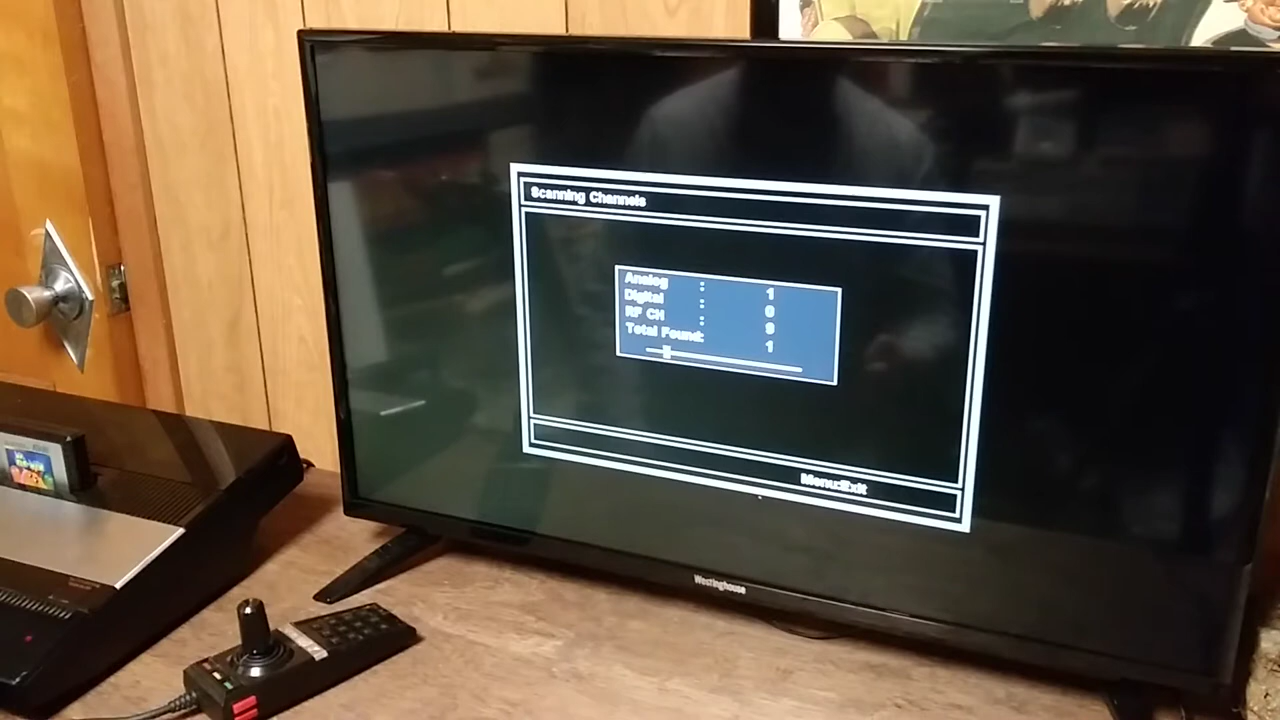 Scanning Channels
Analog : 1
Digital : 0
RF CH : 9
Total Found: 1
Menu:Exit
Westinghouse